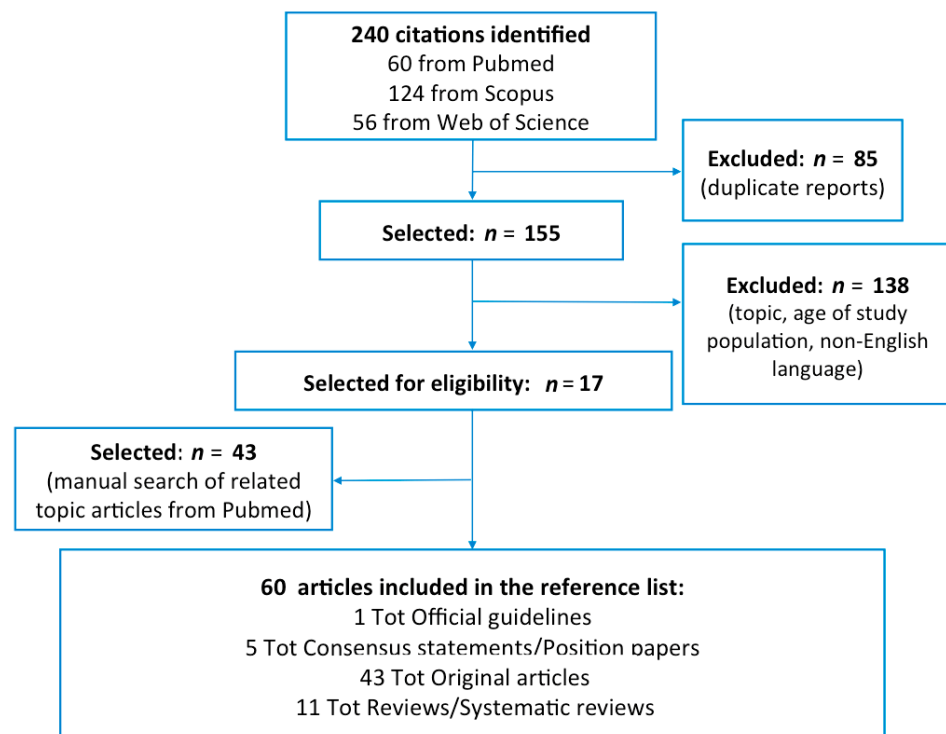 240 citations identified
60 from Pubmed
124 from Scopus
56 from Web of Science
Excluded: n = 85
(duplicate reports)
Selected: n = 155
Excluded: n = 138
(topic, age of study
population, non-English
language)
Selected for eligibility: n = 17
Selected: n = 43
(manual search of related
topic articles from Pubmed)
60 articles included in the reference list:
1 Tot Official guidelines
5 Tot Consensus statements/Position papers
43 Tot Original articles
11 Tot Reviews/Systematic reviews